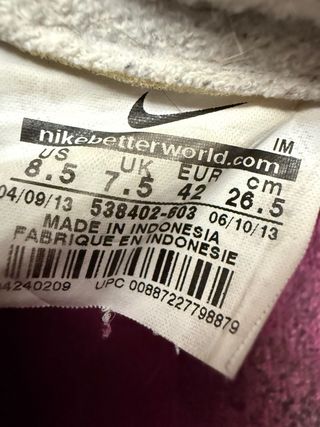 IM
nikebetterworld.com
US UK EUR cm
8.5 7.5 42 26.5
04/09/13 538402-603 06/10/13
MADE IN INDONESIA
FABRIQUE EN INDONESIE
4240209 UPC 00887227798879